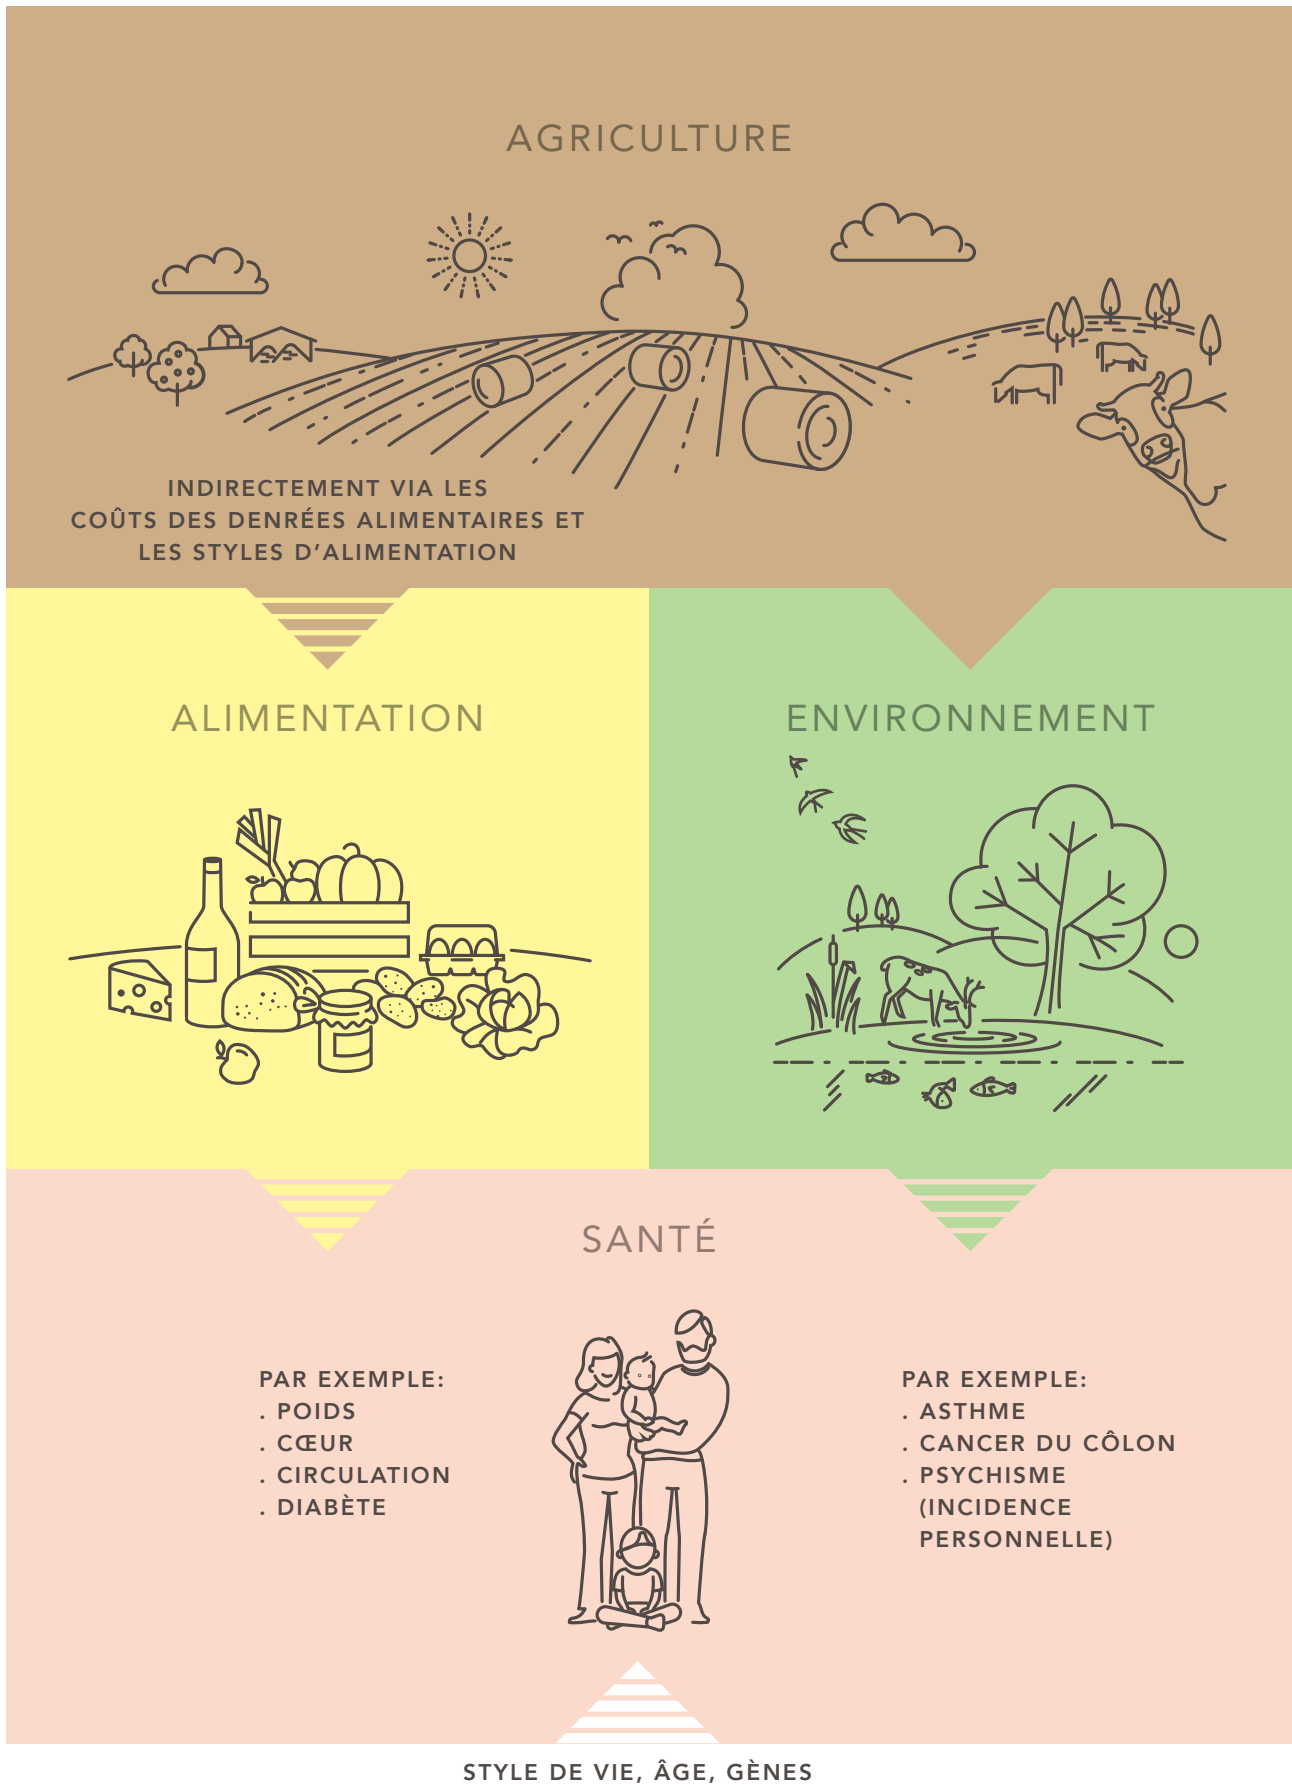 AGRICULTURE
INDIRECTEMENT VIA LES
COÛTS DES DENRÉES ALIMENTAIRES ET
LES STYLES D’ALIMENTATION
ALIMENTATION
ENVIRONNEMENT
SANTÉ
PAR EXEMPLE:
. POIDS
. CŒUR
. CIRCULATION
. DIABÈTE
PAR EXEMPLE:
. ASTHME
. CANCER DU CÔLON
. PSYCHISME
(INCIDENCE
PERSONNELLE)
STYLE DE VIE, ÂGE, GÈNES